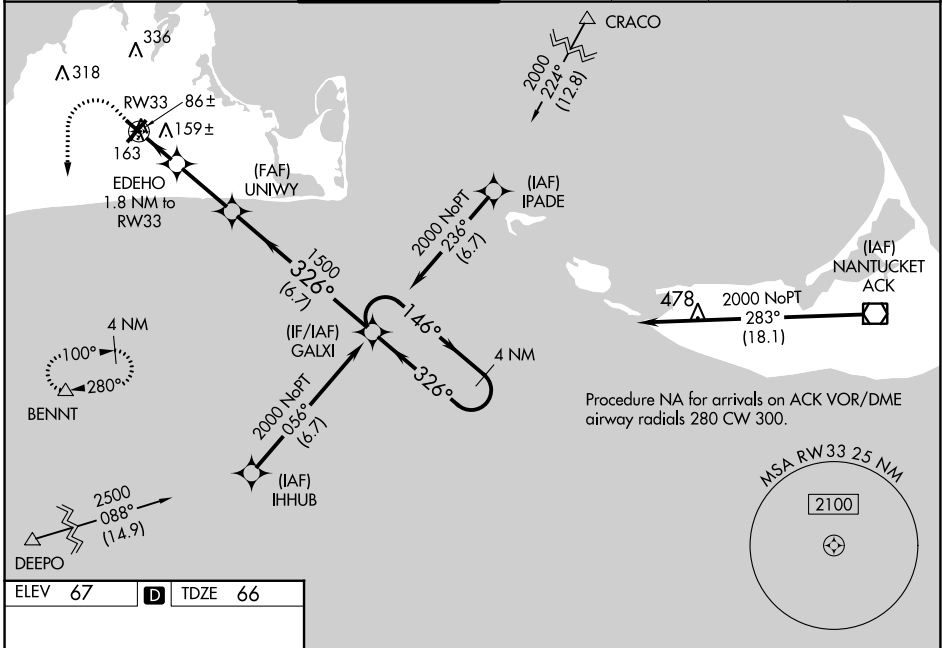 336
318
RW33
86±
159±
163
EDEHO
1.8 NM to
RW33
(FAF)
UNIWY
CRACO
2000
224°
(12.8)
(IAF)
IPADE
2000 NoPT
236°
(6.7)
1500
326°
(6.7)
(IF/IAF)
GALXI
146°
326°
4 NM
(IAF)
NANTUCKET
ACK
478
2000 NoPT
283°
(18.1)
4 NM
100°
280°
BENNT
2000 NoPT
056°
(6.7)
(IAF)
IHHUB
Procedure NA for arrivals on ACK VOR/DME
airway radials 280 CW 300.
2500
088°
(14.9)
DEEPO
MSA RW33 25 NM
2100
ELEV 67 D TDZE 66